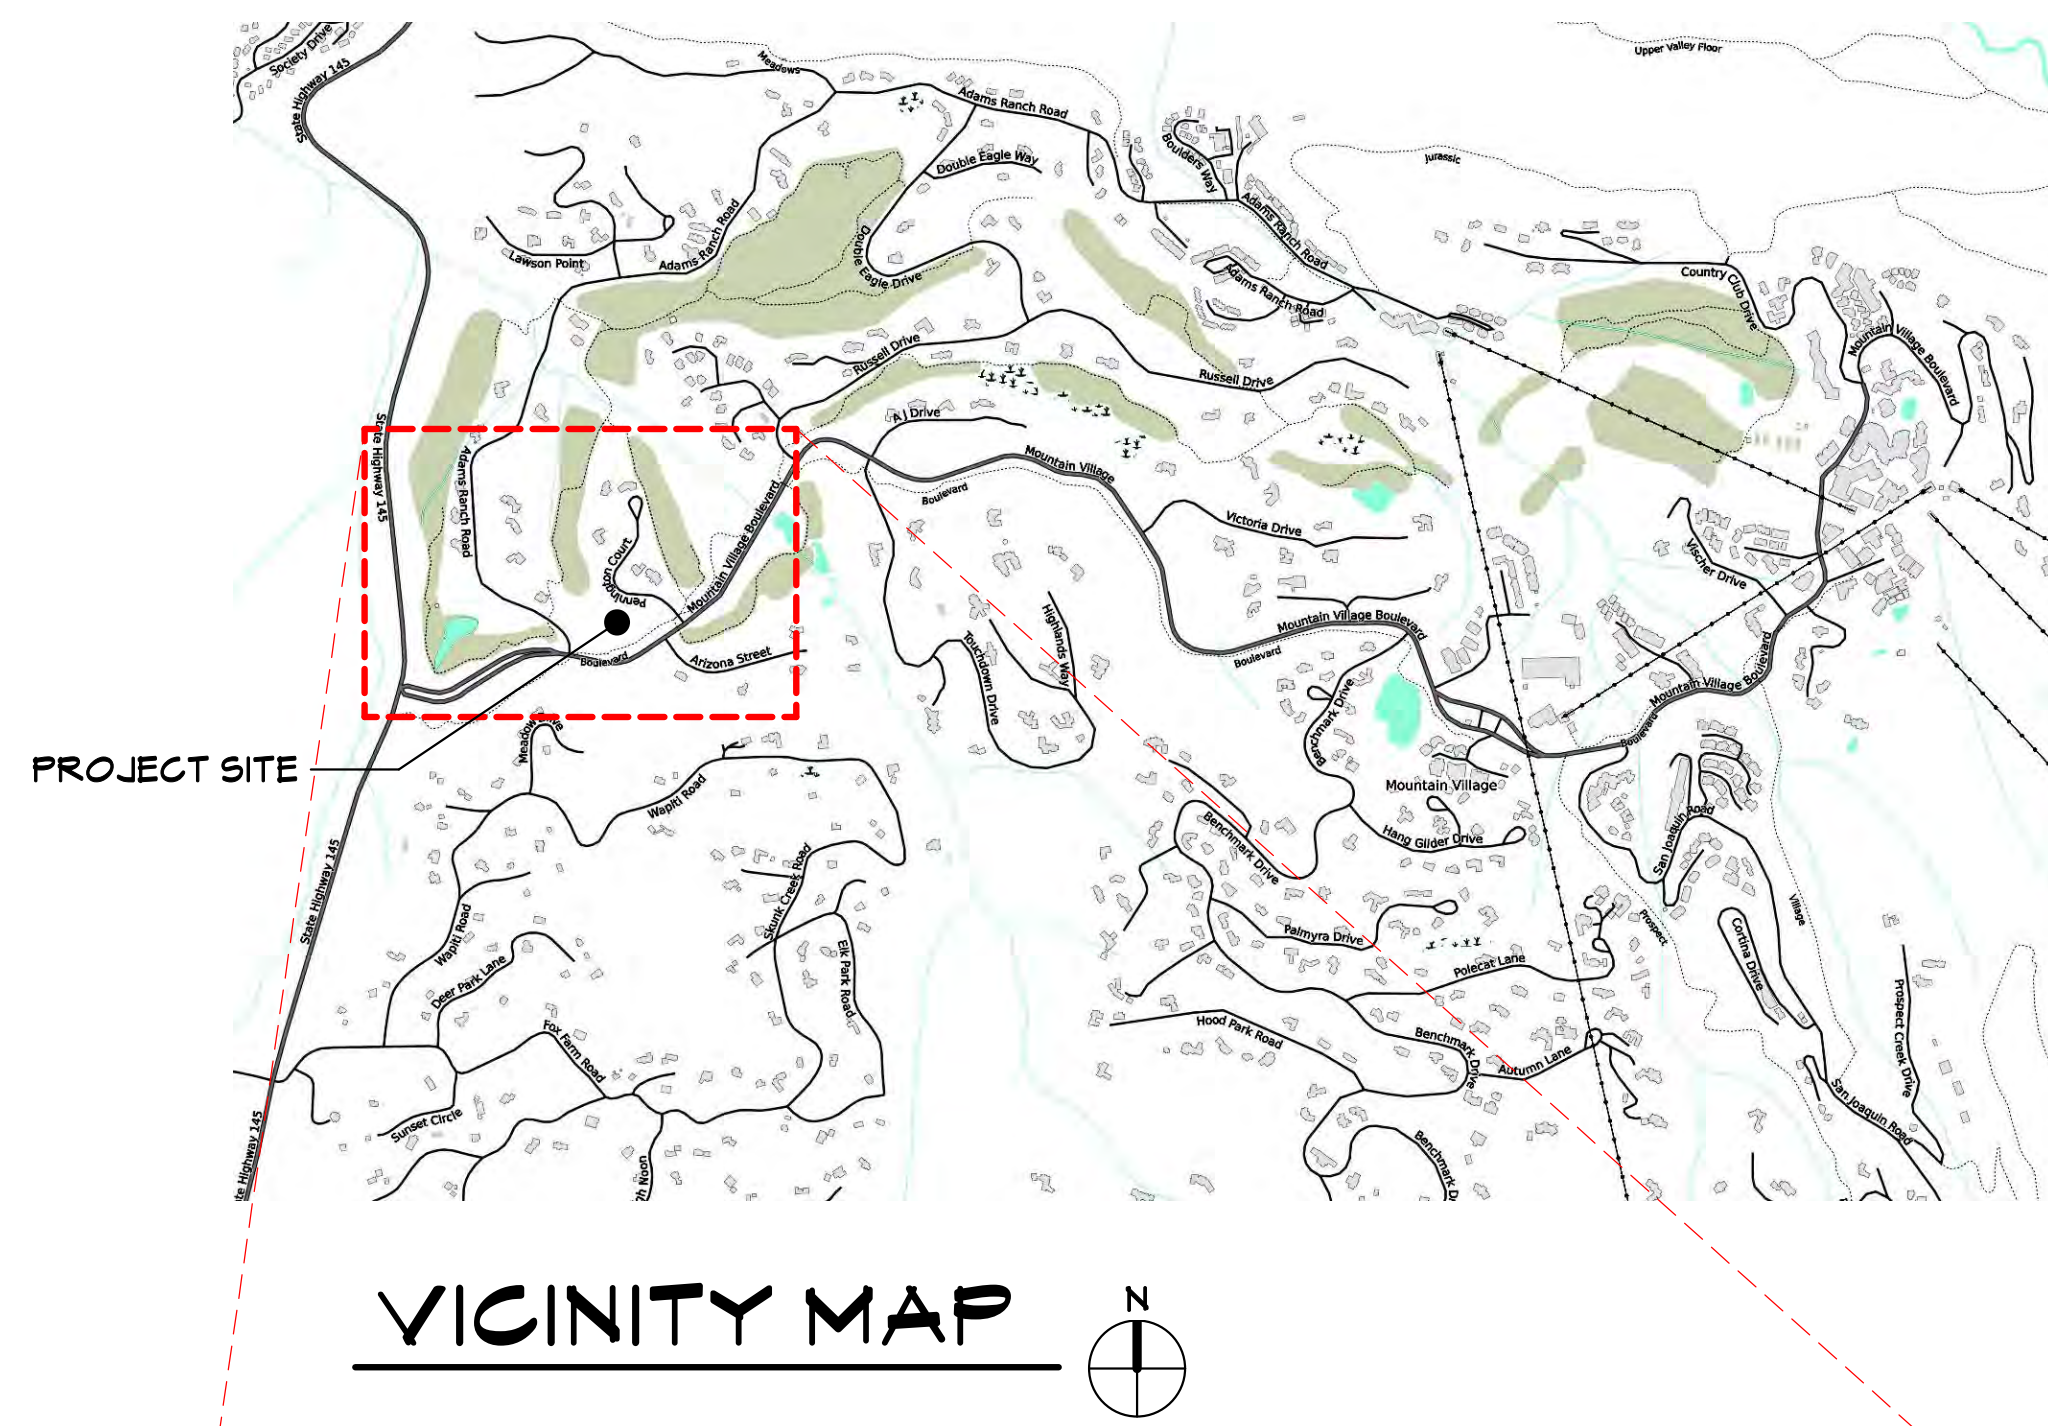 Society Drive
State Highway 145
Meadows
Upper Valley Floor
Adams Ranch Road
Double Eagle Way
Boulders Way
Jurassic
Lawson Point
Adams Ranch Road
Double Eagle Drive
Adams Ranch Road
Adams Ranch Road
Country Club Drive
Mountain Village Boulevard
Russell Drive
Russell Drive
A J Drive
State Highway 145
Adams Ranch Road
Mountain Village
Boulevard
Mountain Village Boulevard
Victoria Drive
Pennington Court
Vischer Drive
Highlands Way
Touchdown Drive
Mountain Village Boulevard
Boulevard
Arizona Street
Boulevard
Mountain Village Boulevard
Boulevard
Benchmark Drive
Meadow Drive
PROJECT SITE
Wapiti Road
Mountain Village
Hang Glider Drive
Benchmark Drive
San Joaquin Road
State Highway 145
Skunk Creek Road
Wapiti Road
Palmyra Drive
Prospect
Village
Cortina Drive
Polecat Lane
Elk Park Road
Deer Park Lane
Prospect Creek Drive
Hood Park Road
Fox Farm Road
Benchmark Drive
Autumn Lane
Sunset Circle
San Joaquin Road
te Highway 145
gh Noon
Benchmark D
VICINITY MAP
N